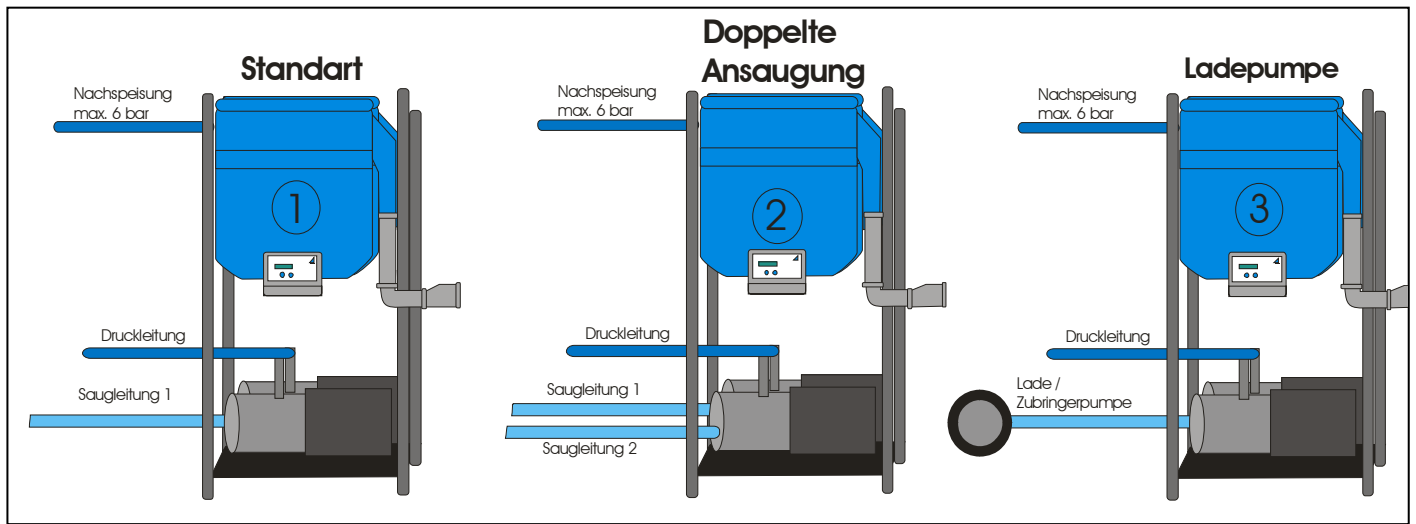 Standart
Nachspeisung
max. 6 bar
1
Druckleitung
Saugleitung 1
Doppelte
Ansaugung
Nachspeisung
max. 6 bar
2
Druckleitung
Saugleitung 1
Saugleitung 2
Ladepumpe
Nachspeisung
max. 6 bar
3
Druckleitung
Lade /
Zubringerpumpe